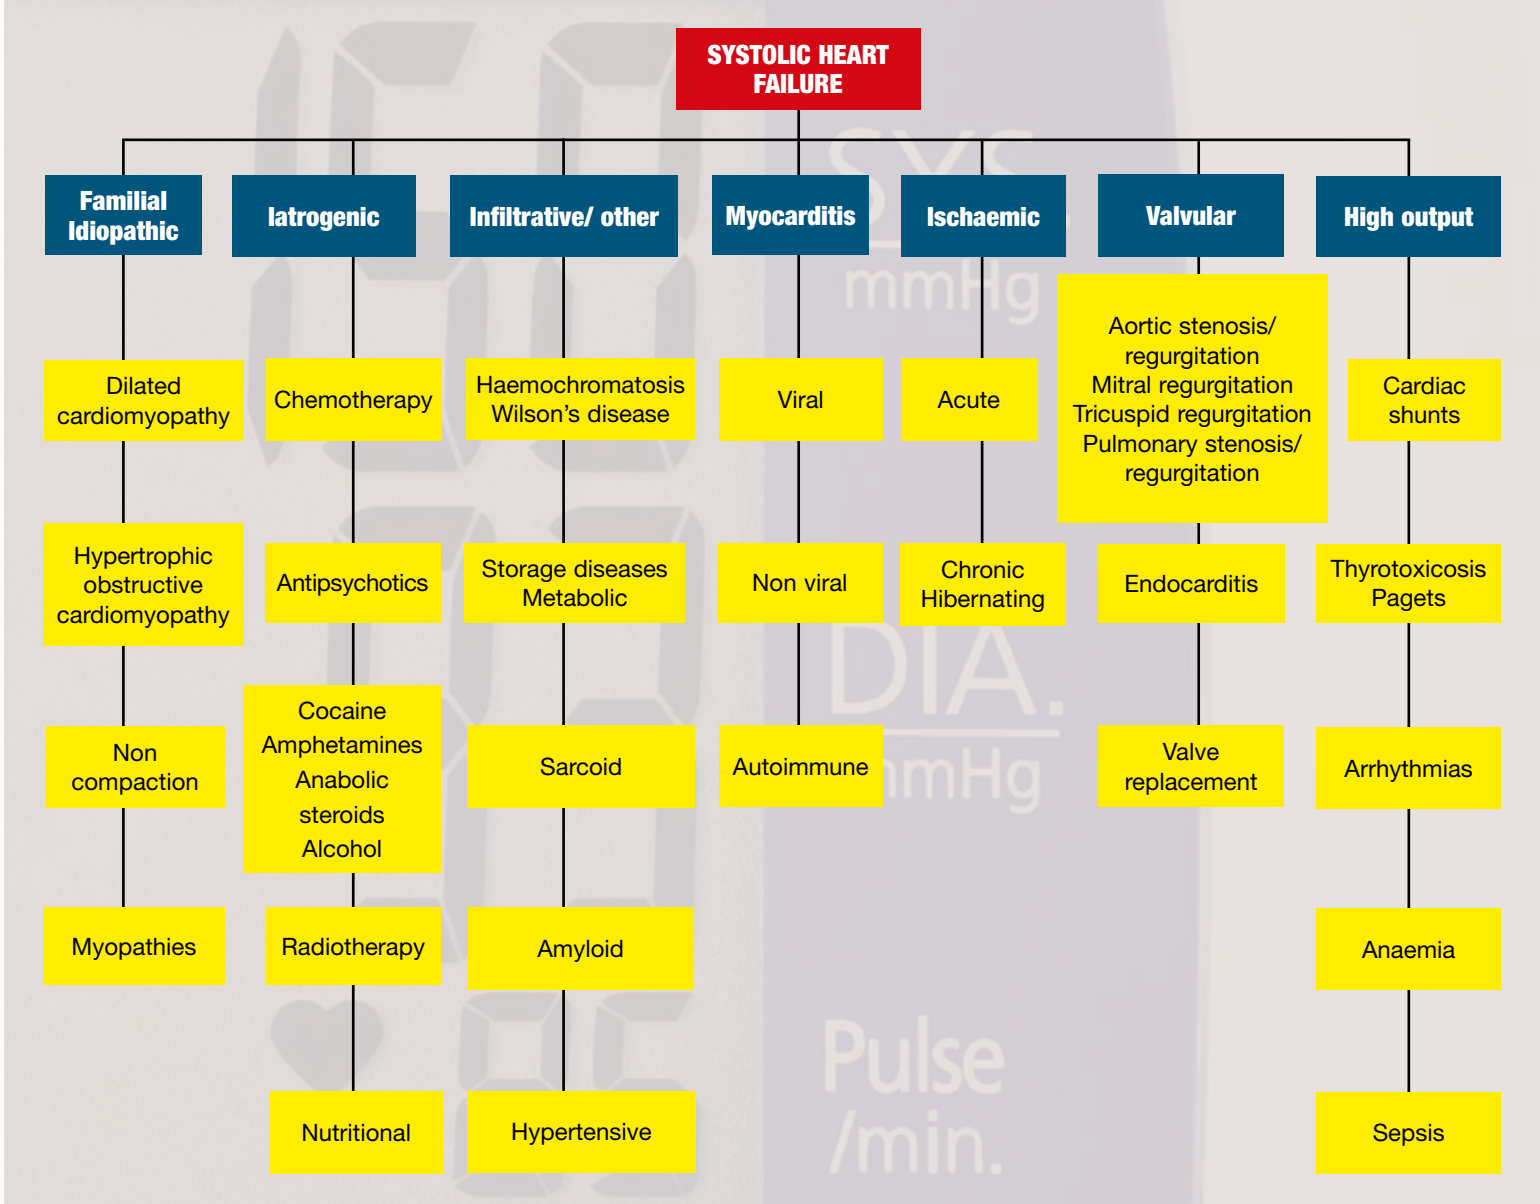 SYSTOLIC HEART
FAILURE
Familial
Idiopathic
Iatrogenic
Infiltrative/ other
Myocarditis
Ischaemic
Valvular
High output
Dilated
cardiomyopathy
Hypertrophic
obstructive
cardiomyopathy
Non
compaction
Myopathies
Chemotherapy
Antipsychotics
Cocaine
Amphetamines
Anabolic
steroids
Alcohol
Radiotherapy
Nutritional
Haemochromatosis
Wilson's disease
Storage diseases
Metabolic
Sarcoid
Amyloid
Hypertensive
Viral
Non viral
Autoimmune
Acute
Chronic
Hibernating
Aortic stenosis/
regurgitation
Mitral regurgitation
Tricuspid regurgitation
Pulmonary stenosis/
regurgitation
Endocarditis
Valve
replacement
Cardiac
shunts
Thyrotoxicosis
Pagets
Arrhythmias
Anaemia
Sepsis
SYS.
mmHg
DIA.
mmHg
Pulse
/min.